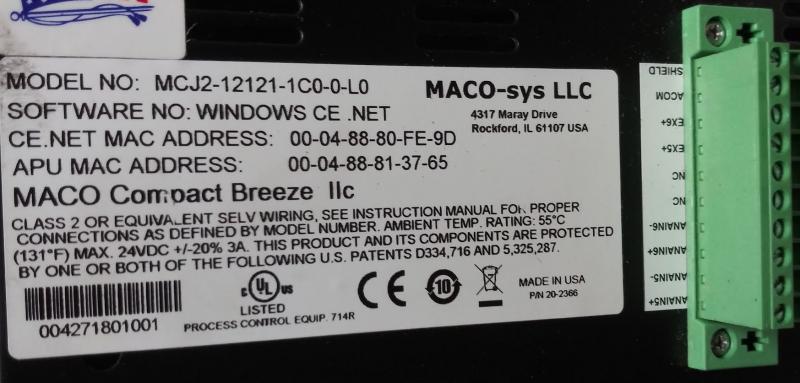 MODEL NO: MCJ2-12121-1C0-0-L0
SOFTWARE NO: WINDOWS CE .NET
CE.NET MAC ADDRESS: 00-04-88-80-FE-9D
APU MAC ADDRESS: 00-04-88-81-37-65
MACO Compact Breeze llc
MACO-sys LLC
4317 Maray Drive
Rockford, IL 61107 USA
CLASS 2 OR EQUIVALENT SELV WIRING, SEE INSTRUCTION MANUAL FOR PROPER
CONNECTIONS AS DEFINED BY MODEL NUMBER. AMBIENT TEMP. RATING: 55°C
(131°F) MAX. 24VDC +/-20% 3A. THIS PRODUCT AND ITS COMPONENTS ARE PROTECTED
BY ONE OR BOTH OF THE FOLLOWING U.S. PATENTS D334,716 AND 5,325,287.
004271801001
c UL US
LISTED
PROCESS CONTROL EQUIP. 714R
CE
10
MADE IN USA
P/N 20-2366
SHIELD
ACOM
EX6+
EX5+
NC
NC
ANAIN6-
ANAIN6+
ANAIN5-
ANAIN5+